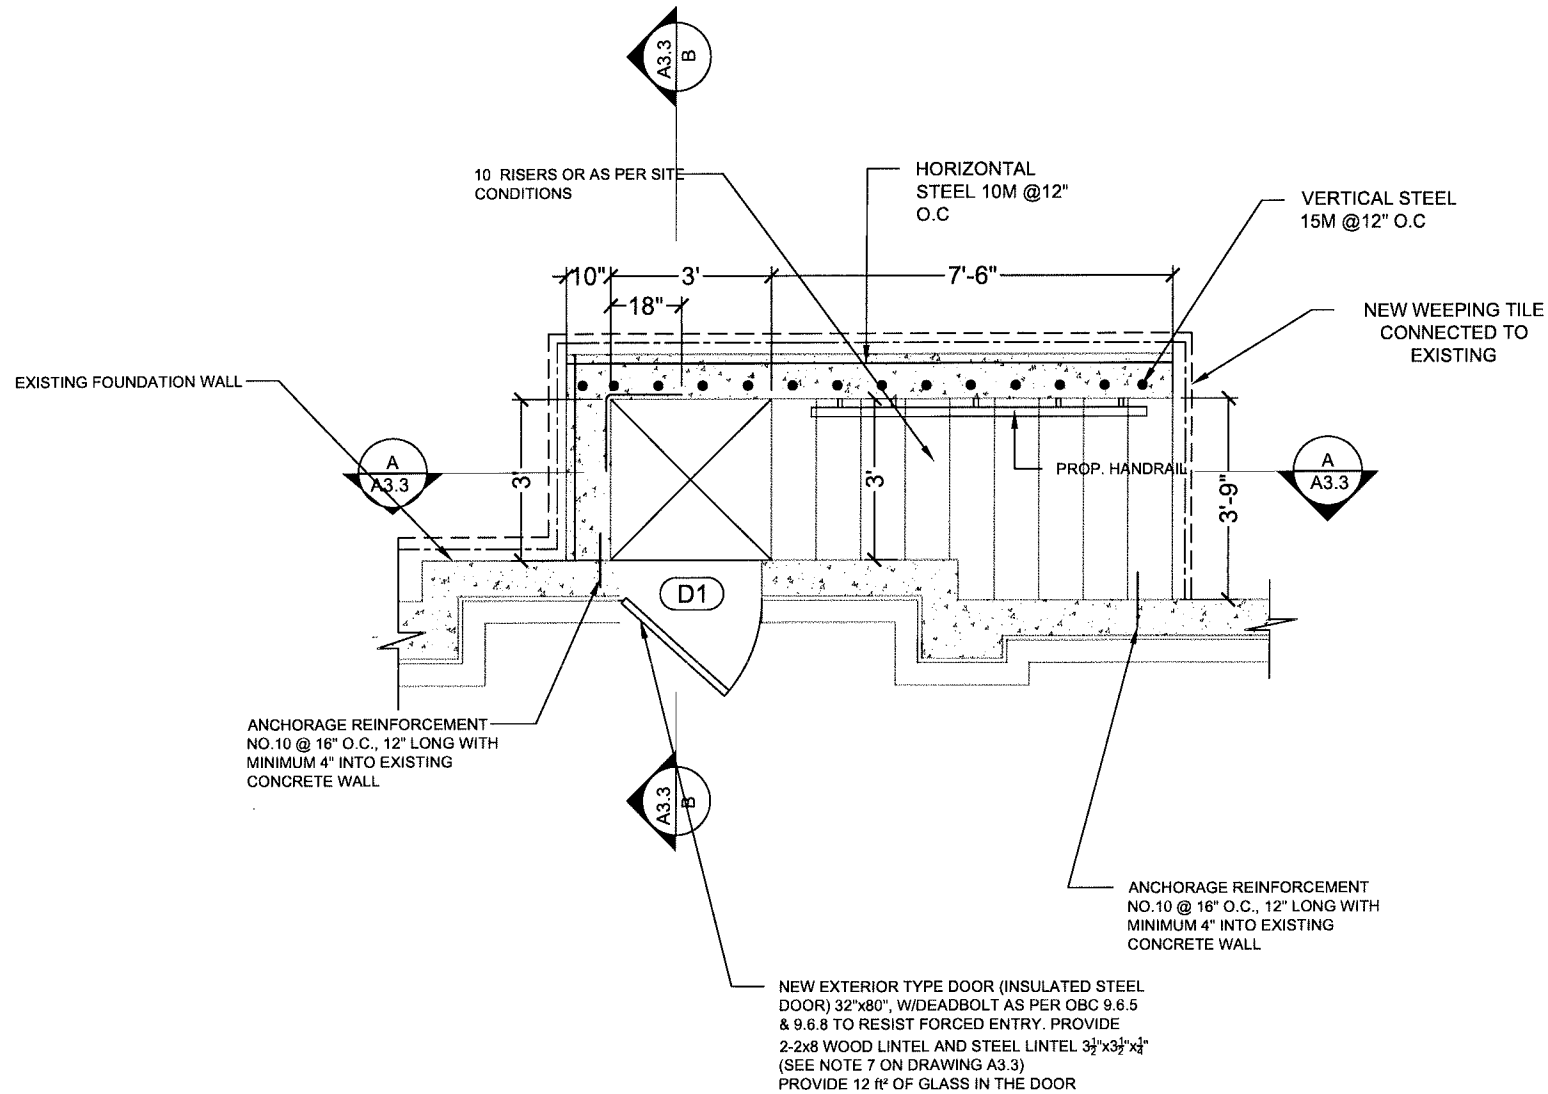 A3.3
B
10 RISERS OR AS PER SITE
CONDITIONS
HORIZONTAL
STEEL 10M @12"
O.C
VERTICAL STEEL
15M @12" O.C
10"
3'
7'-6"
18"
NEW WEEPING TILE
CONNECTED TO
EXISTING
EXISTING FOUNDATION WALL
A
A3.3
3'
3'
PROP. HANDRAIL
3'-9"
A
A3.3
D1
ANCHORAGE REINFORCEMENT
NO.10 @ 16" O.C., 12" LONG WITH
MINIMUM 4" INTO EXISTING
CONCRETE WALL
A3.3
B
ANCHORAGE REINFORCEMENT
NO.10 @ 16" O.C., 12" LONG WITH
MINIMUM 4" INTO EXISTING
CONCRETE WALL
NEW EXTERIOR TYPE DOOR (INSULATED STEEL
DOOR) 32"x80", W/DEADBOLT AS PER OBC 9.6.5
& 9.6.8 TO RESIST FORCED ENTRY. PROVIDE
2-2x8 WOOD LINTEL AND STEEL LINTEL 3½"x3½"x¼"
(SEE NOTE 7 ON DRAWING A3.3)
PROVIDE 12 ft² OF GLASS IN THE DOOR